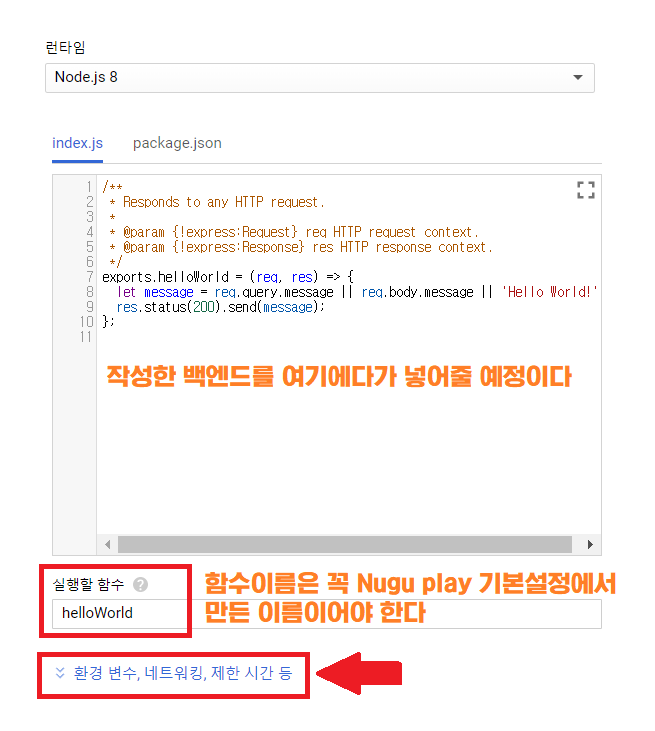 런타임
Node.js 8
index.js package.json
1 /**
2 * Responds to any HTTP request.
3 *
4 * @param {!express:Request} req HTTP request context.
5 * @param {!express:Response} res HTTP response context.
6 */
7 exports.helloWorld = (req, res) => {
8 let message = req.query.message || req.body.message || 'Hello World!'
9 res.status(200).send(message);
10 };
11
작성한 백엔드를 여기에다가 넣어줄 예정이다
실행할 함수 ?
helloWorld
함수이름은 꼭 Nugu play 기본설정에서
만든 이름이어야 한다
환경 변수, 네트워킹, 제한 시간 등